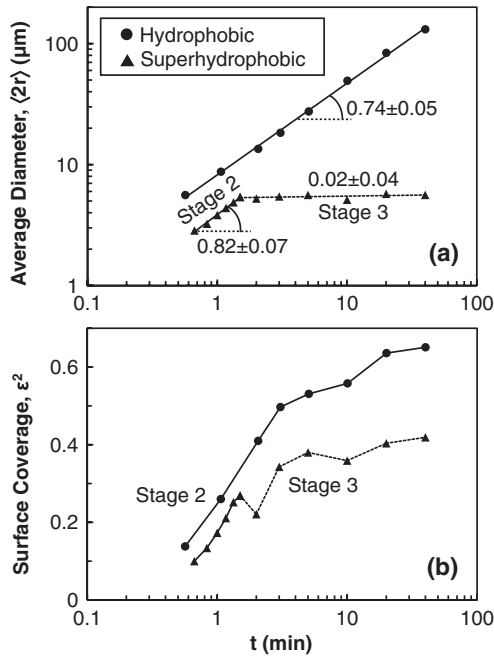 Average Diameter, ⟨2r⟩ (μm)
100
10
1
Hydrophobic
Superhydrophobic
0.74±0.05
Stage 2
0.82±0.07
0.02±0.04
Stage 3
(a)
0.1
1
10
100
Surface Coverage, ε²
0.6
0.4
0.2
0
Stage 2
Stage 3
(b)
0.1
1
10
100
t (min)